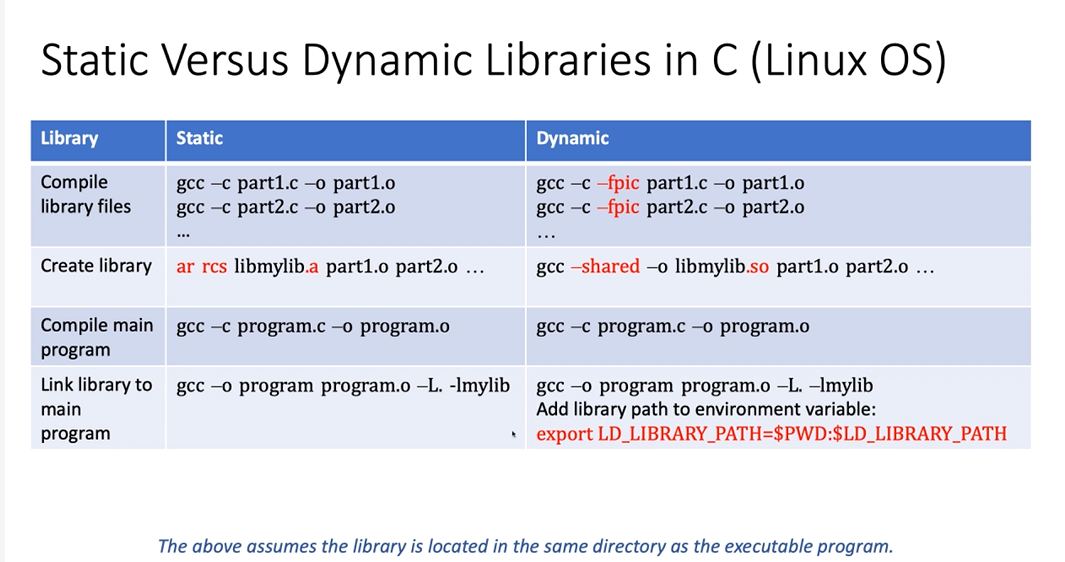 Static Versus Dynamic Libraries in C (Linux OS)
Library Static Dynamic
Compile library files
gcc –c part1.c –o part1.o
gcc –c part2.c –o part2.o
...
gcc –c –fpic part1.c –o part1.o
gcc –c –fpic part2.c –o part2.o
...
Create library
ar rcs libmylib.a part1.o part2.o ...
gcc –shared –o libmylib.so part1.o part2.o ...
Compile main
program
gcc –c program.c –o program.o
gcc –c program.c –o program.o
Link library to
main
program
gcc –o program program.o –L. -lmylib
gcc –o program program.o –L. –lmylib
Add library path to environment variable:
export LD_LIBRARY_PATH=$PWD:$LD_LIBRARY_PATH
The above assumes the library is located in the same directory as the executable program.